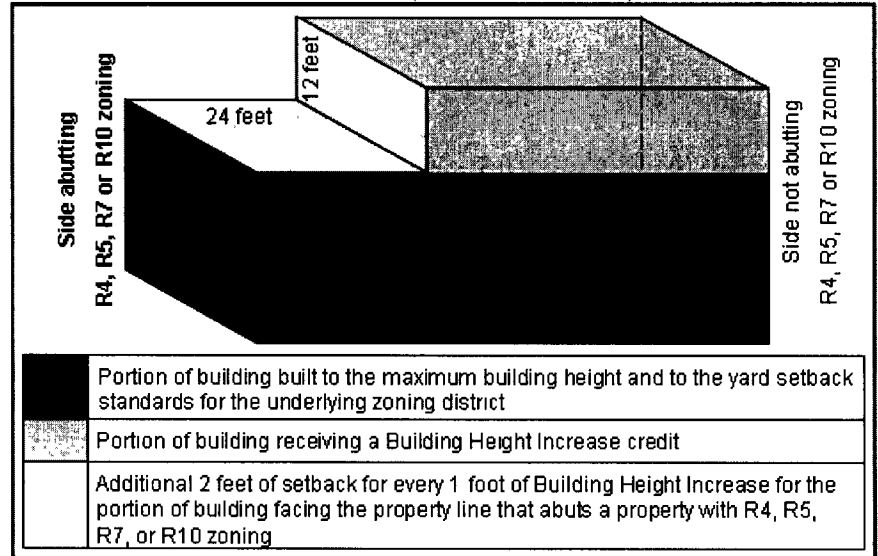 12 feet
24 feet
Side abutting
R4, R5, R7 or R10 zoning
Side not abutting
R4, R5, R7 or R10 zoning
Portion of building built to the maximum building height and to the yard setback
standards for the underlying zoning district
Portion of building receiving a Building Height Increase credit
Additional 2 feet of setback for every 1 foot of Building Height Increase for the
portion of building facing the property line that abuts a property with R4, R5,
R7, or R10 zoning